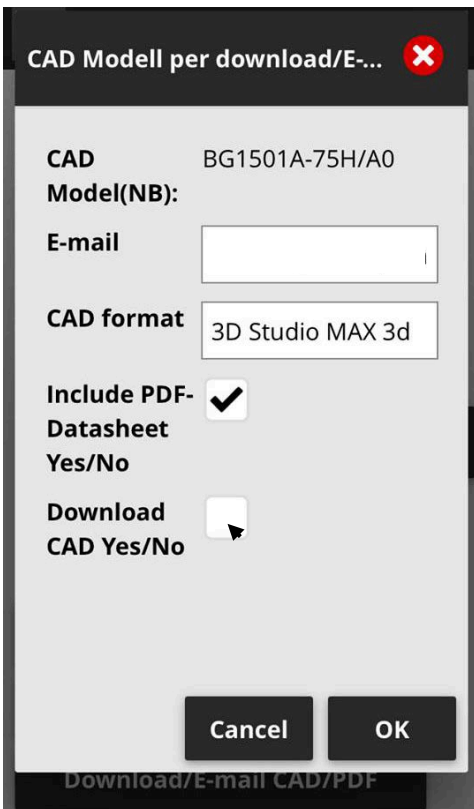 CAD Modell per download/E-...
CAD BG1501A-75H/A0
Model(NB):
E-mail
CAD format 3D Studio MAX 3d
Include PDF-
Datasheet
Yes/No
Download
CAD Yes/No
Cancel OK
Download/E-mail CAD/PDF